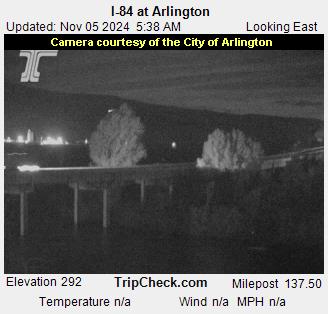 I-84 at Arlington
Updated: Nov 05 2024 5:38 AM Looking East
Camera courtesy of the City of Arlington
Elevation 292 TripCheck.com Milepost 137.50
Temperature n/a Wind n/a MPH n/a